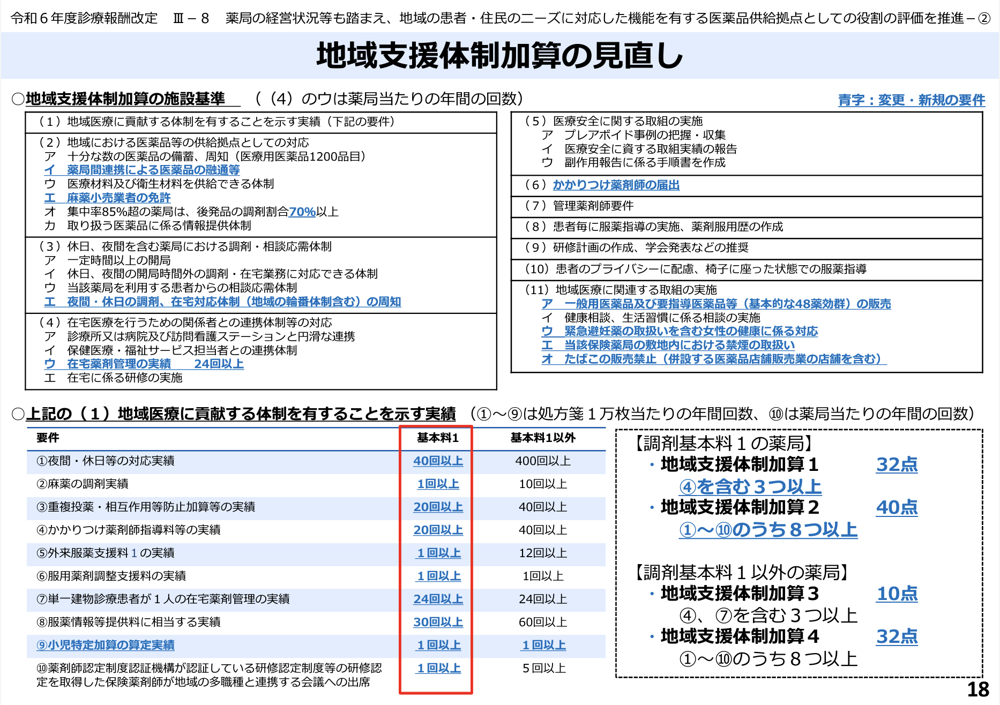 令和６年度診療報酬改定　Ⅲ－８　薬局の経営状況等も踏まえ、地域の患者・住民のニーズに対応した機能を有する医薬品供給拠点としての役割の評価を推進－②
地域支援体制加算の見直し
○地域支援体制加算の施設基準　（（4）のウは薬局当たりの年間の回数）
青字：変更・新規の要件
（１）地域医療に貢献する体制を有することを示す実績（下記の要件）
（２）地域における医薬品等の供給拠点としての対応
ア　十分な数の医薬品の備蓄、周知（医療用医薬品1200品目）
イ　薬局間連携による医薬品の融通等
ウ　医療材料及び衛生材料を供給できる体制
エ　麻薬小売業者の免許
オ　集中率85%超の薬局は、後発品の調剤割合70%以上
カ　取り扱う医薬品に係る情報提供体制
（３）休日、夜間を含む薬局における調剤・相談応需体制
ア　一定時間以上の開局
イ　休日、夜間の開局時間外の調剤・在宅業務に対応できる体制
ウ　当該薬局を利用する患者からの相談応需体制
エ　夜間・休日の調剤、在宅対応体制（地域の輪番体制含む）の周知
（４）在宅医療を行うための関係者との連携体制等の対応
ア　診療所又は病院及び訪問看護ステーションと円滑な連携
イ　保健医療・福祉サービス担当者との連携体制
ウ　在宅薬剤管理の実績　　24回以上
エ　在宅に係る研修の実施
（５）医療安全に関する取組の実施
ア　プレアボイド事例の把握・収集
イ　医療安全に資する取組実績の報告
ウ　副作用報告に係る手順書を作成
（６）かかりつけ薬剤師の届出
（７）管理薬剤師要件
（８）患者毎に服薬指導の実施、薬剤服用歴の作成
（９）研修計画の作成、学会発表などの推奨
（10）患者のプライバシーに配慮、椅子に座った状態での服薬指導
（11）地域医療に関連する取組の実施
ア　一般用医薬品及び要指導医薬品等（基本的な48薬効群）の販売
イ　健康相談、生活習慣に係る相談の実施
ウ　緊急避妊薬の取扱いを含む女性の健康に係る対応
エ　当該保険薬局の敷地内における禁煙の取扱い
オ　たばこの販売禁止（併設する医薬品店舗販売業の店舗を含む）
○上記の（１）地域医療に貢献する体制を有することを示す実績（①～⑨は処方箋１万枚当たりの年間回数、⑩は薬局当たりの年間の回数）
要件　基本料1　基本料1以外
①夜間・休日等の対応実績　40回以上　400回以上
②麻薬の調剤実績　1回以上　10回以上
③重複投薬・相互作用等防止加算等の実績　20回以上　40回以上
④かかりつけ薬剤師指導料等の実績　20回以上　40回以上
⑤外来服薬支援料１の実績　１回以上　12回以上
⑥服用薬剤調整支援料の実績　１回以上　1回以上
⑦単一建物診療患者が１人の在宅薬剤管理の実績　24回以上　24回以上
⑧服薬情報等提供料に相当する実績　30回以上　60回以上
⑨小児特定加算の算定実績　１回以上　１回以上
⑩薬剤師認定制度認証機構が認証している研修認定制度等の研修認　１回以上　５回以上
定を取得した保険薬剤師が地域の多職種と連携する会議への出席
【調剤基本料１の薬局】
・地域支援体制加算１　32点
④を含む３つ以上
・地域支援体制加算２　40点
①～⑩のうち８つ以上
【調剤基本料１以外の薬局】
・地域支援体制加算３　10点
④、⑦を含む３つ以上
・地域支援体制加算４　32点
①～⑩のうち８つ以上
18